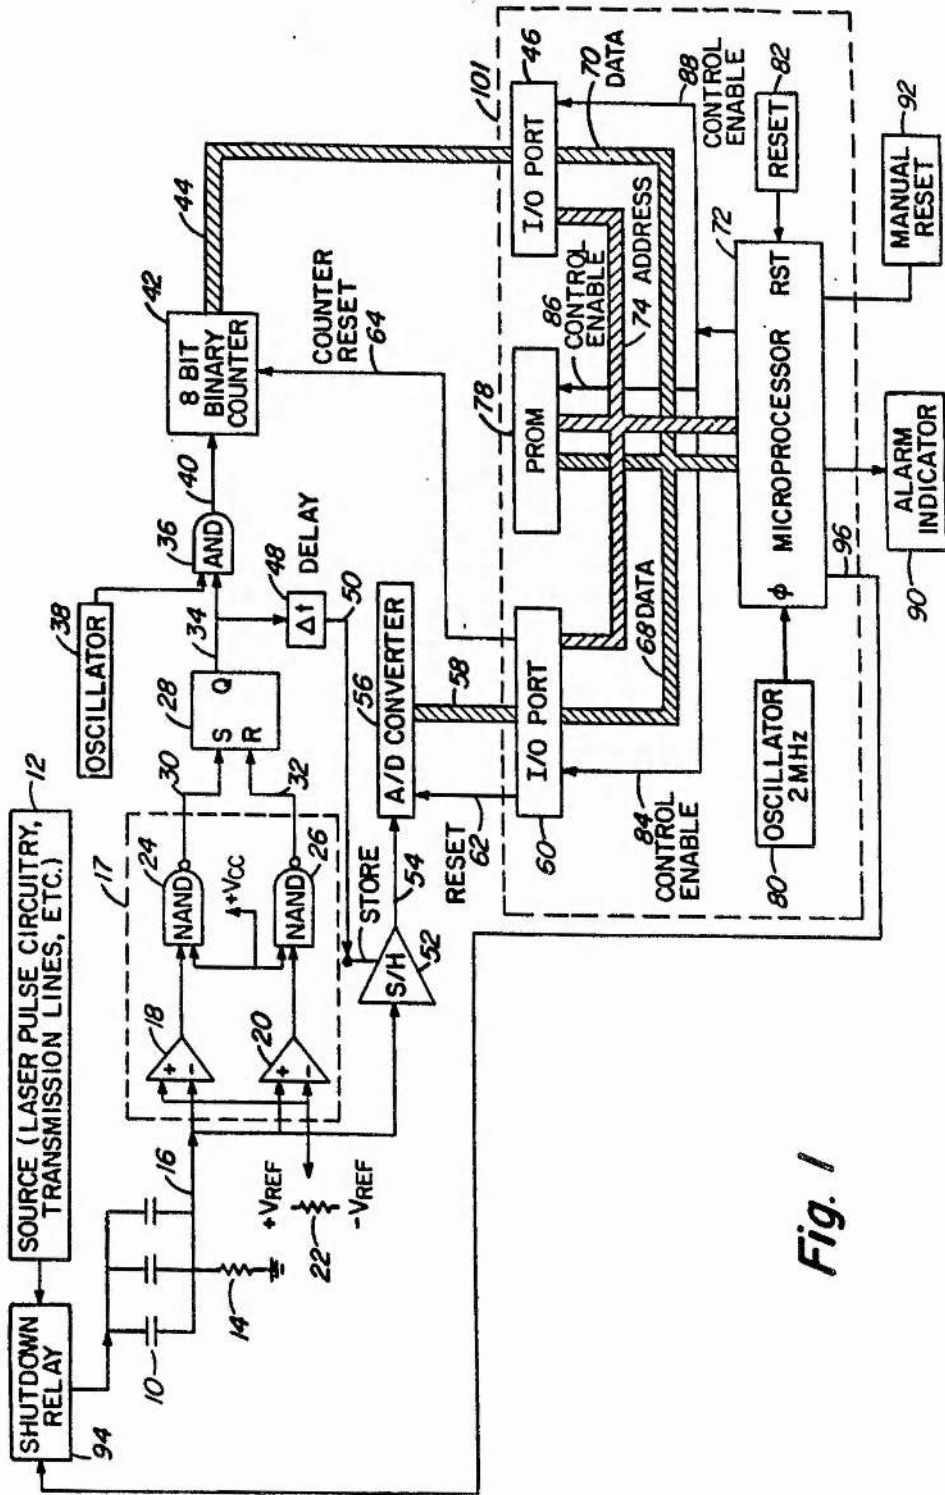 SHUTDOWN
RELAY
94
SOURCE (LASER PULSE CIRCUITRY,
TRANSMISSION LINES, ETC.)
12
10
14
16
+VREF
22
-VREF
17
18
+
-
20
+
-
24
NAND
+VCC
NAND
26
30
32
28
S Q
R
34
38
OSCILLATOR
36
AND
40
42
8 BIT
BINARY
COUNTER
44
48
Δt
DELAY
50
STORE
S/H
52
54
56
A/D CONVERTER
58
COUNTER
RESET
64
RESET
62
101
60
I/O PORT
78
PROM
I/O PORT
46
70
DATA
86
CONTROL
ENABLE
74
ADDRESS
68 DATA
84
CONTROL
ENABLE
88
CONTROL
ENABLE
80
OSCILLATOR
2 MHz
ϕ MICROPROCESSOR RST
72
RESET
82
96
90
ALARM
INDICATOR
MANUAL
RESET
92
Fig. 1